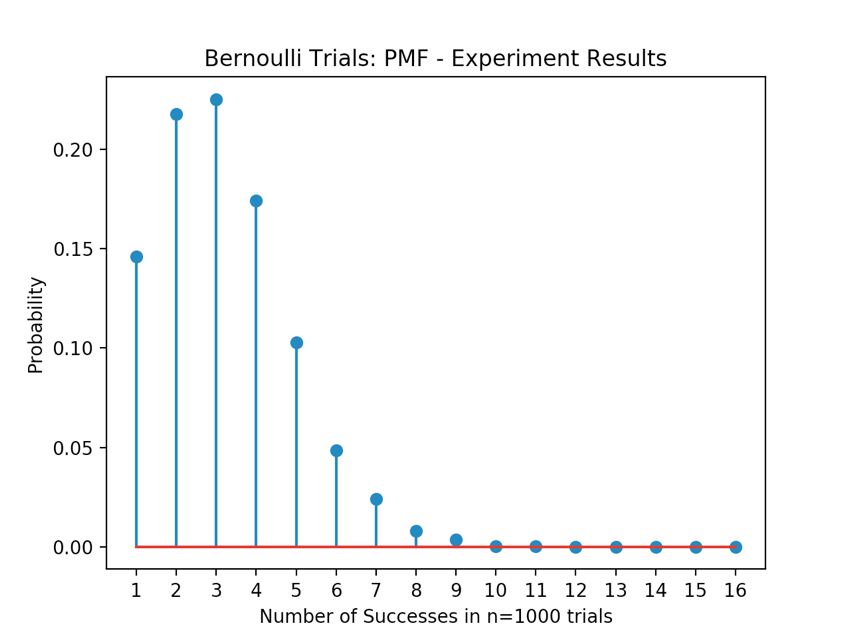 Bernoulli Trials: PMF - Experiment Results
0.20
0.15
0.10
0.05
0.00
Probability
1 2 3 4 5 6 7 8 9 10 11 12 13 14 15 16
Number of Successes in n=1000 trials